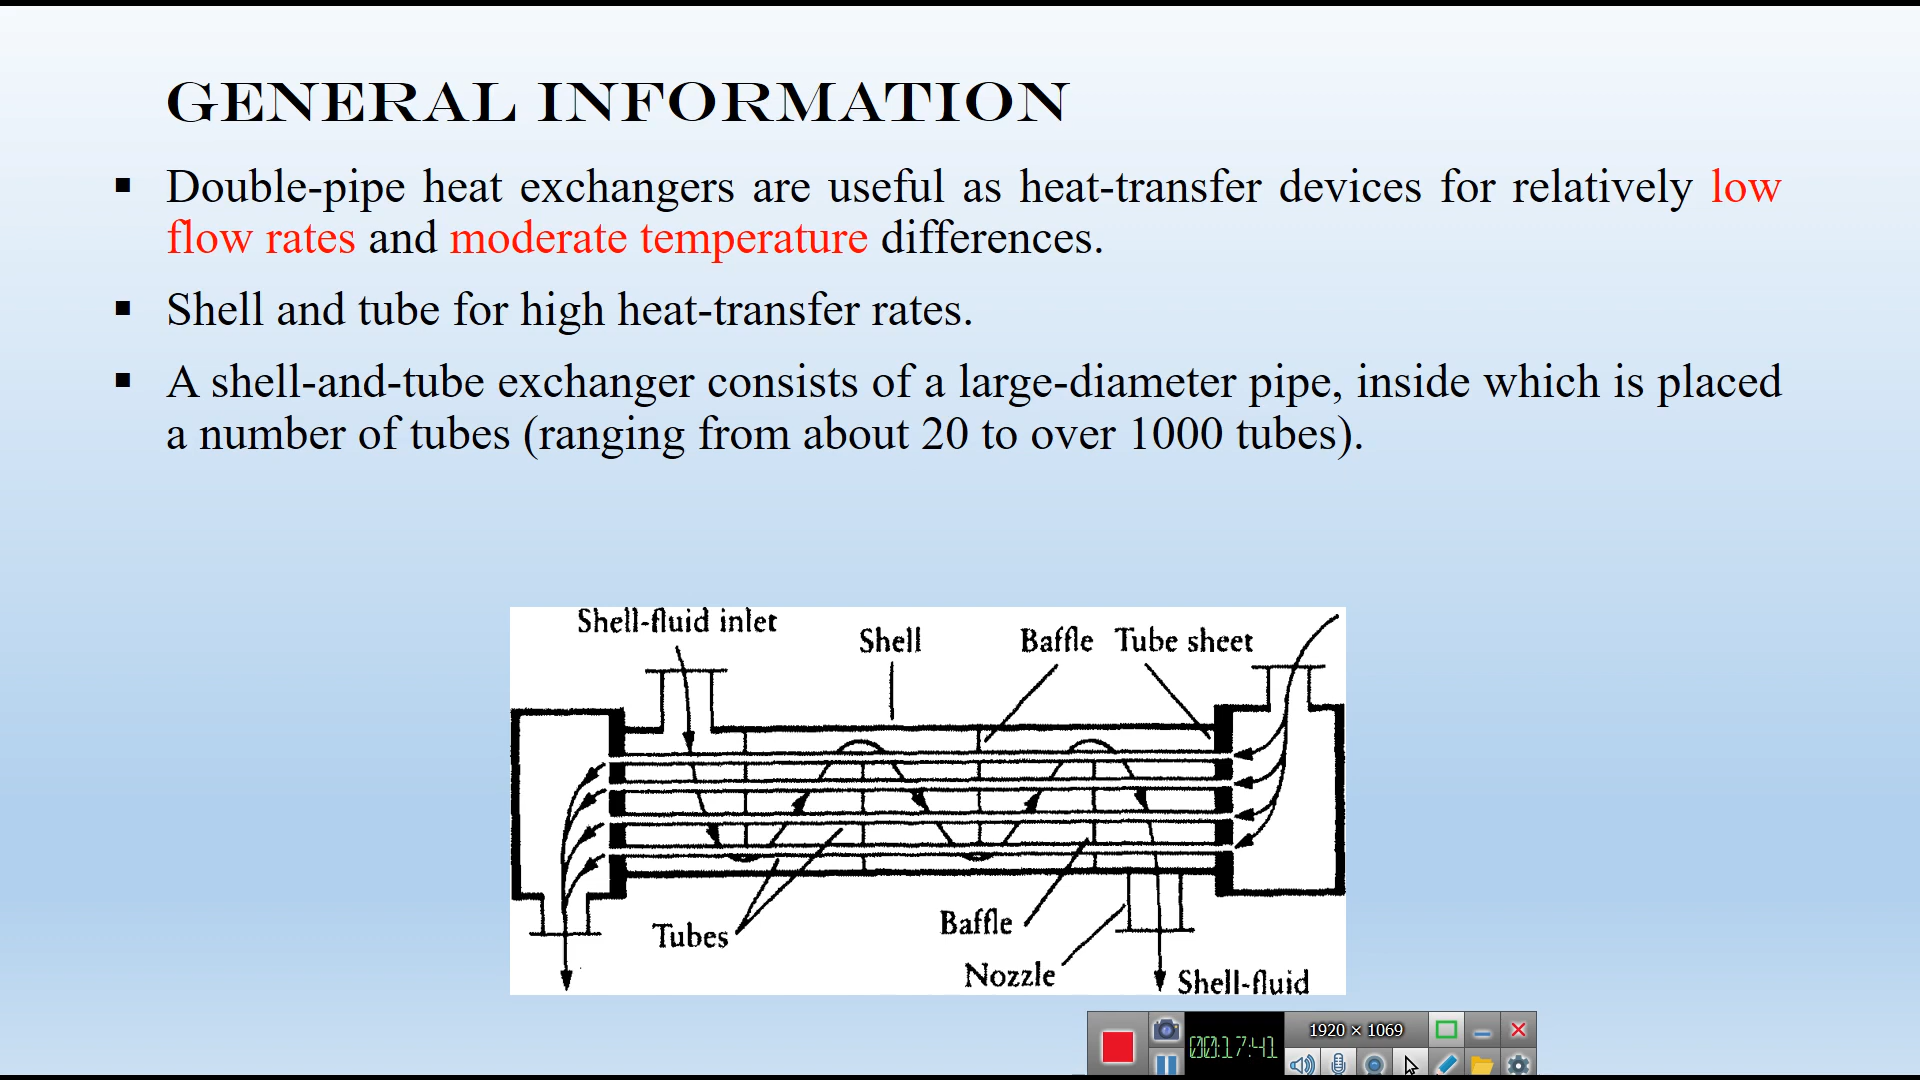 GENERAL INFORMATION
▪ Double-pipe heat exchangers are useful as heat-transfer devices for relatively low
flow rates and moderate temperature differences.
▪ Shell and tube for high heat-transfer rates.
▪ A shell-and-tube exchanger consists of a large-diameter pipe, inside which is placed
a number of tubes (ranging from about 20 to over 1000 tubes).
Shell-fluid inlet
Shell
Baffle
Tube sheet
Tubes
Baffle
Nozzle
Shell-fluid
1920 × 1069
00:17:41